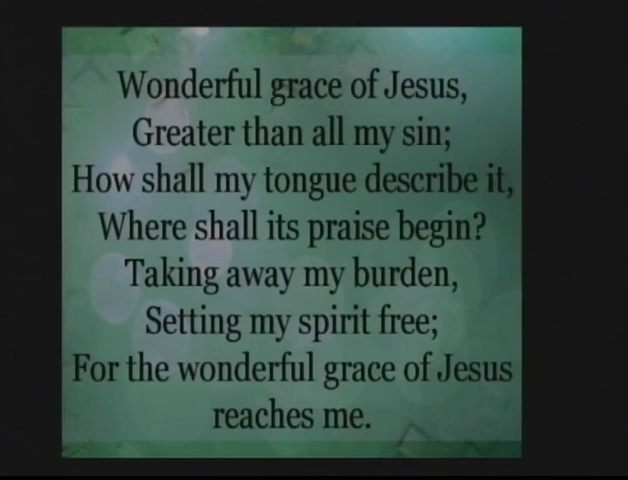 Wonderful grace of Jesus,
Greater than all my sin;
How shall my tongue describe it,
Where shall its praise begin?
Taking away my burden,
Setting my spirit free;
For the wonderful grace of Jesus
reaches me.